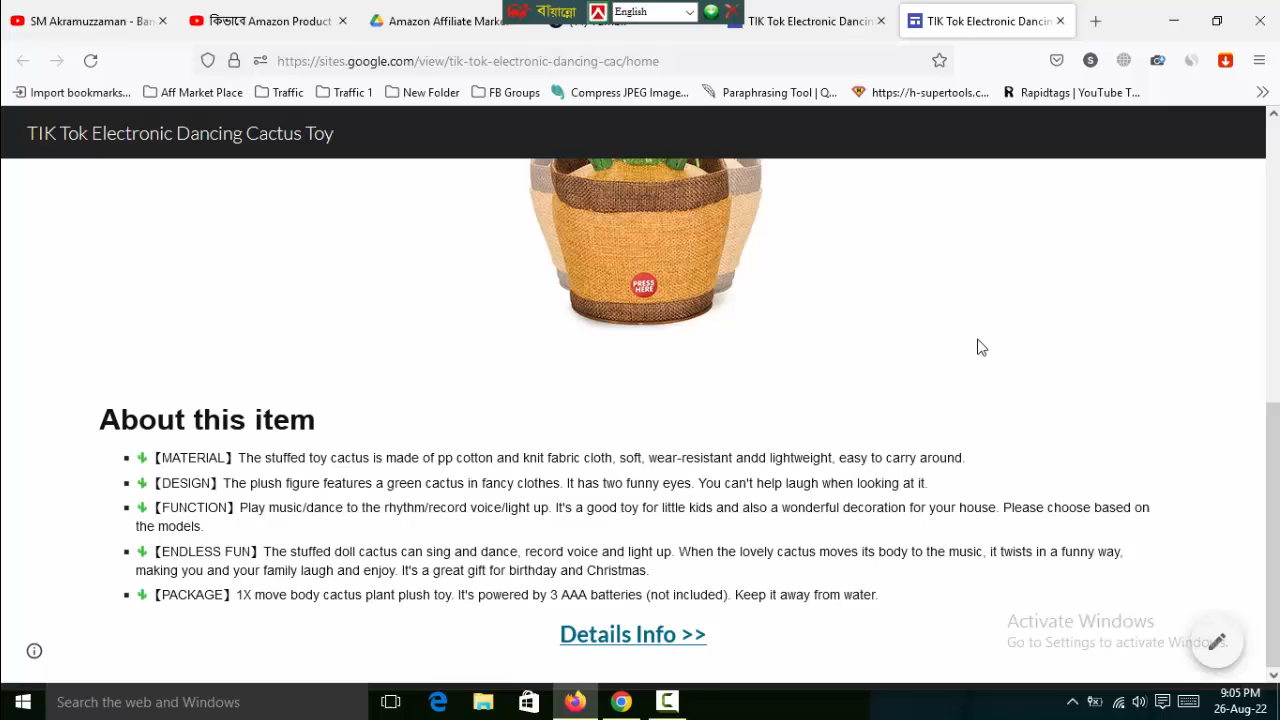 SM Akramuzzaman - Ban
কিভাবে Amazon Product
Amazon Affiliate Marke
বায়ান্নো
English
TIK Tok Electronic Dancin
TIK Tok Electronic Dancin
https://sites.google.com/view/tik-tok-electronic-dancing-cac/home
S
Import bookmarks...
Aff Market Place
Traffic
Traffic 1
New Folder
FB Groups
Compress JPEG Image...
Paraphrasing Tool | Q...
https://h-supertools.c...
Rapidtags | YouTube T...
TIK Tok Electronic Dancing Cactus Toy
PRESS
HERE
About this item
🌵【MATERIAL】The stuffed toy cactus is made of pp cotton and knit fabric cloth, soft, wear-resistant andd lightweight, easy to carry around.
🌵【DESIGN】The plush figure features a green cactus in fancy clothes. It has two funny eyes. You can't help laugh when looking at it.
🌵【FUNCTION】Play music/dance to the rhythm/record voice/light up. It's a good toy for little kids and also a wonderful decoration for your house. Please choose based on
the models.
🌵【ENDLESS FUN】The stuffed doll cactus can sing and dance, record voice and light up. When the lovely cactus moves its body to the music, it twists in a funny way,
making you and your family laugh and enjoy. It's a great gift for birthday and Christmas.
🌵【PACKAGE】1X move body cactus plant plush toy. It's powered by 3 AAA batteries (not included). Keep it away from water.
Details Info >>
Activate Windows
Go to Settings to activate Windows.
Search the web and Windows
9:05 PM
26-Aug-22